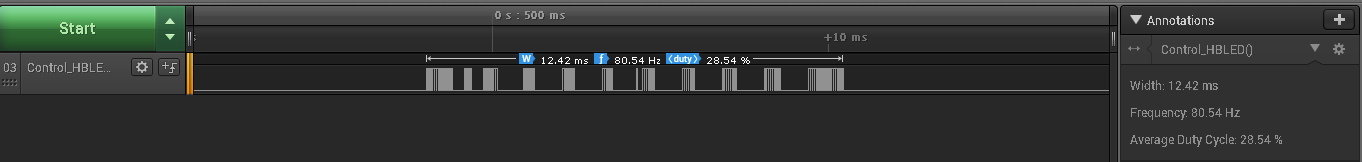 Start
0 s : 500 ms
+10 ms
Annotations
+
03 Control_HBLE...
W 12.42 ms f 80.54 Hz duty 28.54 %
Control_HBLED()
Width: 12.42 ms
Frequency: 80.54 Hz
Average Duty Cycle: 28.54 %